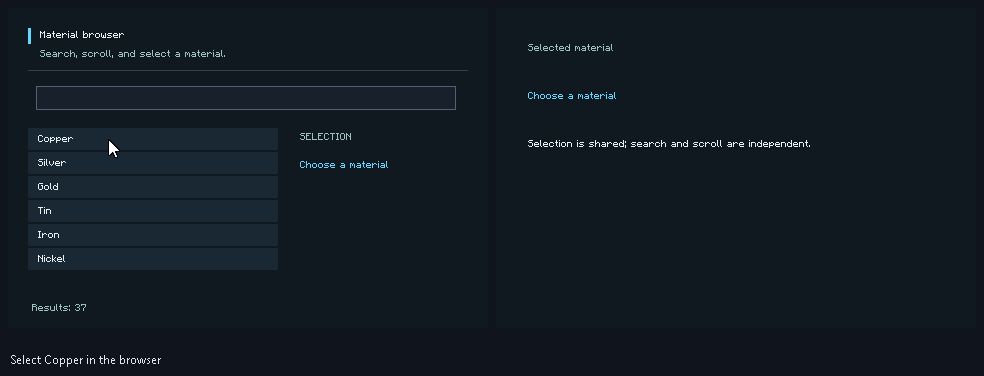 Material browser
Search, scroll, and select a material.
Copper
Silver
Gold
Tin
Iron
Nickel
SELECTION
Choose a material
Results: 37
Selected material
Choose a material
Selection is shared; search and scroll are independent.
Select Copper in the browser